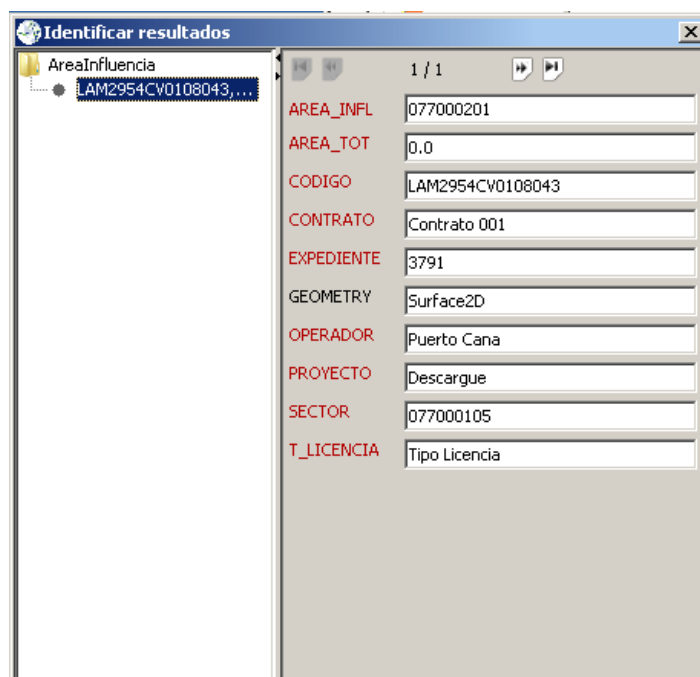 Identificar resultados
AreaInfluencia
LAM2954CV0108043,...
1 / 1
AREA_INFL 077000201
AREA_TOT 0.0
CODIGO LAM2954CV0108043
CONTRATO Contrato 001
EXPEDIENTE 3791
GEOMETRY Surface2D
OPERADOR Puerto Cana
PROYECTO Descargue
SECTOR 077000105
T_LICENCIA Tipo Licencia